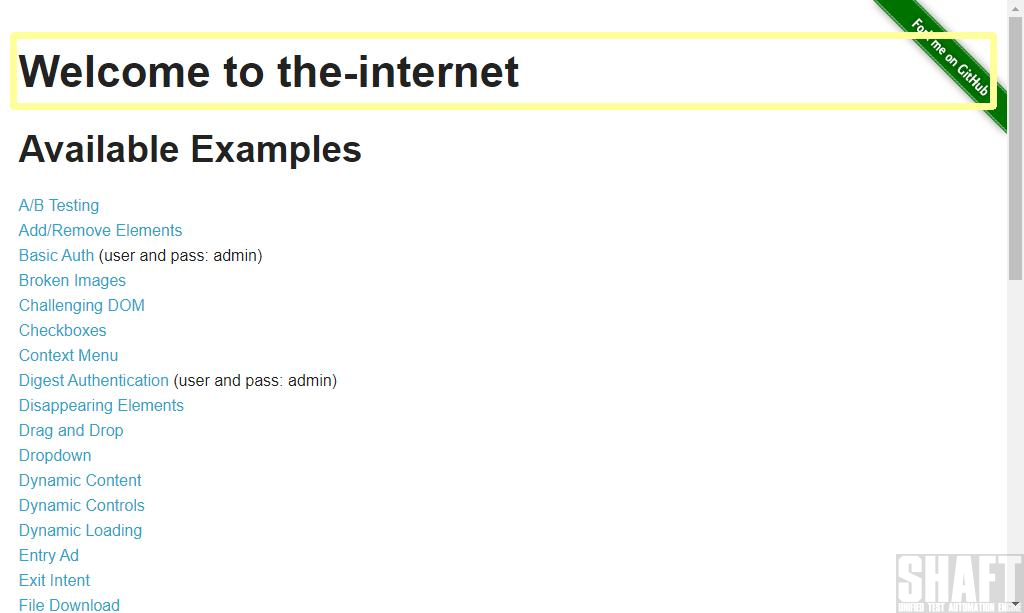 Fork me on GitHub
Welcome to the-internet
Available Examples
A/B Testing
Add/Remove Elements
Basic Auth (user and pass: admin)
Broken Images
Challenging DOM
Checkboxes
Context Menu
Digest Authentication (user and pass: admin)
Disappearing Elements
Drag and Drop
Dropdown
Dynamic Content
Dynamic Controls
Dynamic Loading
Entry Ad
Exit Intent
File Download
SHAFT
UNIFIED TEST AUTOMATION ENGINE